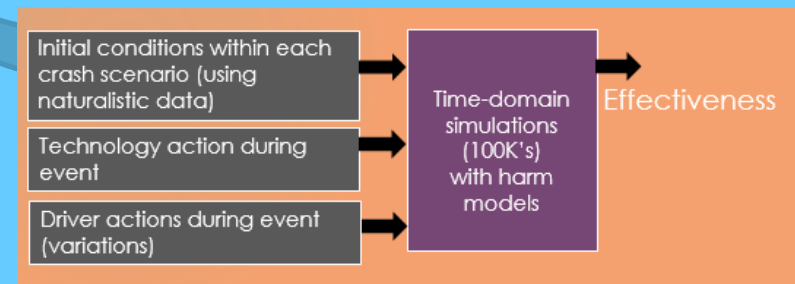 Initial conditions within each
crash scenario (using
naturalistic data)
Technology action during
event
Driver actions during event
(variations)
Time-domain
simulations
(100K's)
with harm
models
Effectiveness